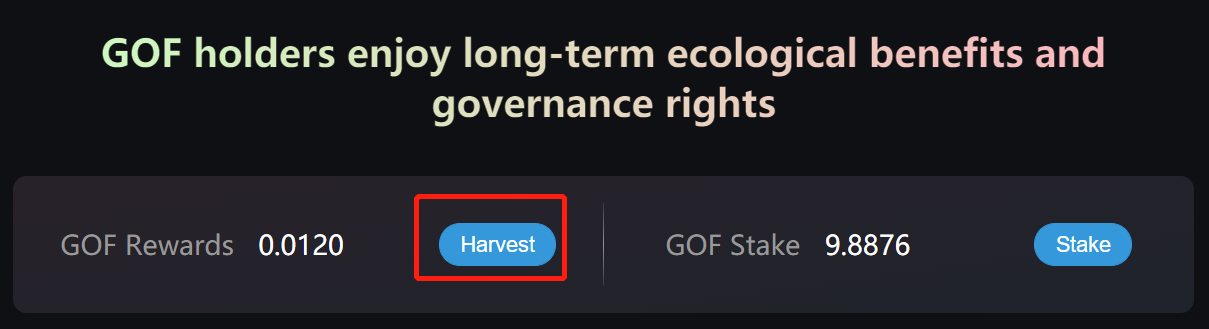 GOF holders enjoy long-term ecological benefits and
governance rights
GOF Rewards 0.0120 Harvest GOF Stake 9.8876 Stake